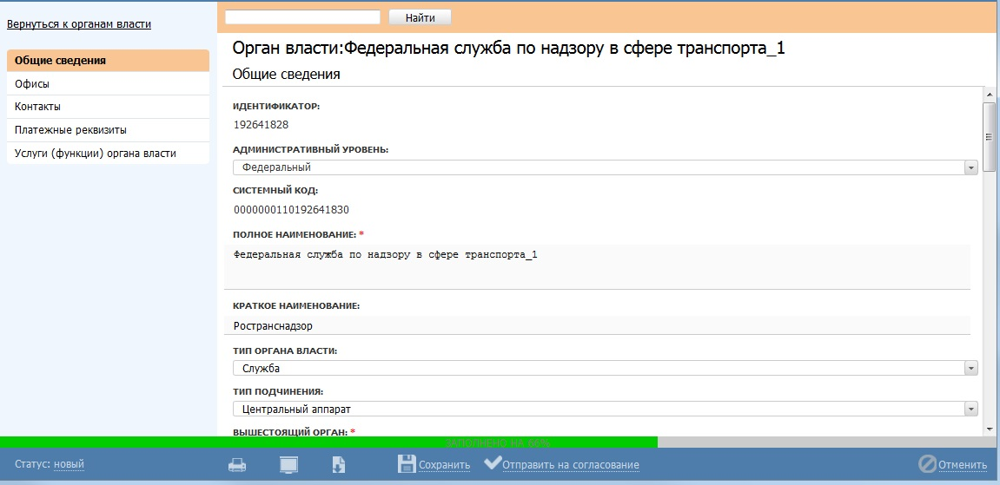 Вернуться к органам власти
Найти
Общие сведения
Офисы
Контакты
Платежные реквизиты
Услуги (функции) органа власти
Орган власти:Федеральная служба по надзору в сфере транспорта_1
Общие сведения
ИДЕНТИФИКАТОР:
192641828
АДМИНИСТРАТИВНЫЙ УРОВЕНЬ:
Федеральный
СИСТЕМНЫЙ КОД:
0000000110192641830
ПОЛНОЕ НАИМЕНОВАНИЕ: *
Федеральная служба по надзору в сфере транспорта_1
КРАТКОЕ НАИМЕНОВАНИЕ:
Ространснадзор
ТИП ОРГАНА ВЛАСТИ:
Служба
ТИП ПОДЧИНЕНИЯ:
Центральный аппарат
ВЫШЕСТОЯЩИЙ ОРГАН: *
ЗАПОЛНЕНО НА 66%
Статус: новый
Сохранить
Отправить на согласование
Отменить